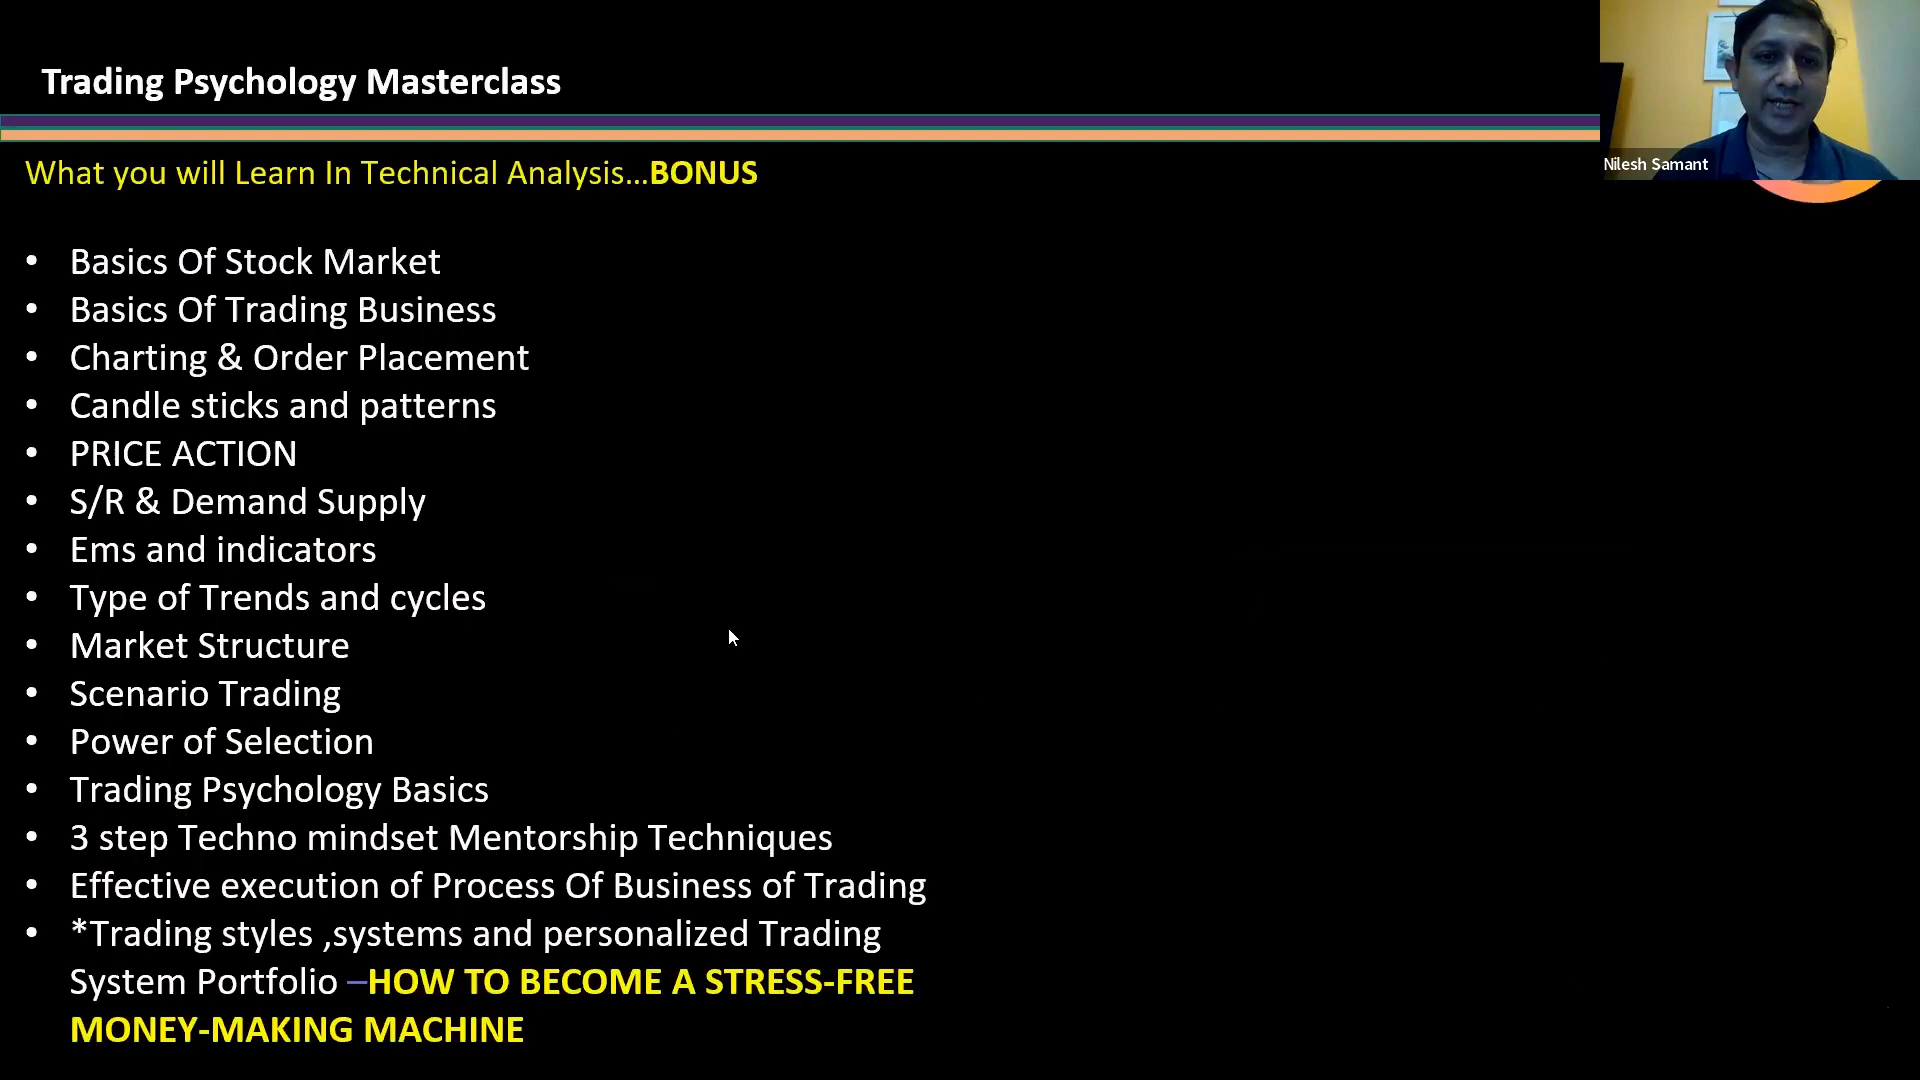 Trading Psychology Masterclass
Nilesh Samant
What you will Learn In Technical Analysis...BONUS
• Basics Of Stock Market
• Basics Of Trading Business
• Charting & Order Placement
• Candle sticks and patterns
• PRICE ACTION
• S/R & Demand Supply
• Ems and indicators
• Type of Trends and cycles
• Market Structure
• Scenario Trading
• Power of Selection
• Trading Psychology Basics
• 3 step Techno mindset Mentorship Techniques
• Effective execution of Process Of Business of Trading
• *Trading styles ,systems and personalized Trading
System Portfolio –HOW TO BECOME A STRESS-FREE
MONEY-MAKING MACHINE